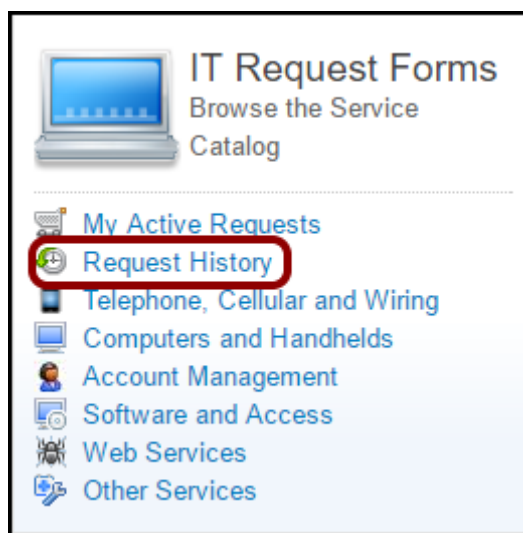 IT Request Forms
Browse the Service
Catalog
My Active Requests
Request History
Telephone, Cellular and Wiring
Computers and Handhelds
Account Management
Software and Access
Web Services
Other Services